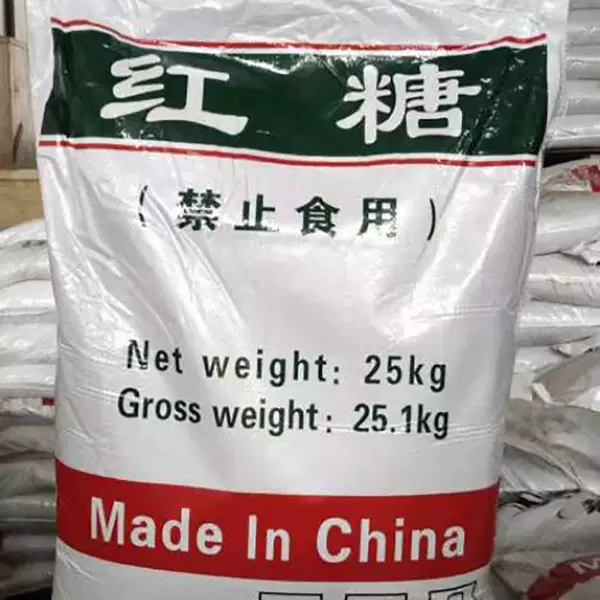 红糖
（禁止食用）
Net weight: 25kg
Gross weight: 25.1kg
Made In China